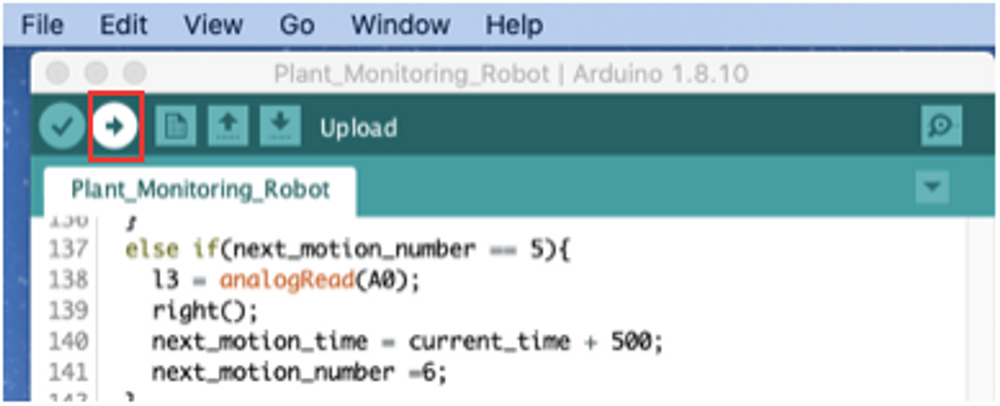 File Edit View Go Window Help
Plant_Monitoring_Robot | Arduino 1.8.10
Upload
Plant_Monitoring_Robot
136 }
137 else if(next_motion_number == 5){
138 l3 = analogRead(A0);
139 right();
140 next_motion_time = current_time + 500;
141 next_motion_number =6;
142 }